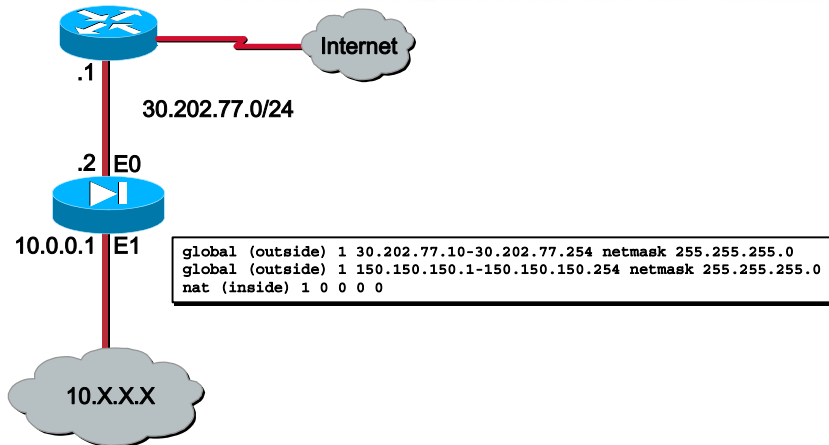 Internet
.1
30.202.77.0/24
.2 E0
10.0.0.1 E1
global (outside) 1 30.202.77.10-30.202.77.254 netmask 255.255.255.0
global (outside) 1 150.150.150.1-150.150.150.254 netmask 255.255.255.0
nat (inside) 1 0 0 0 0
10.X.X.X